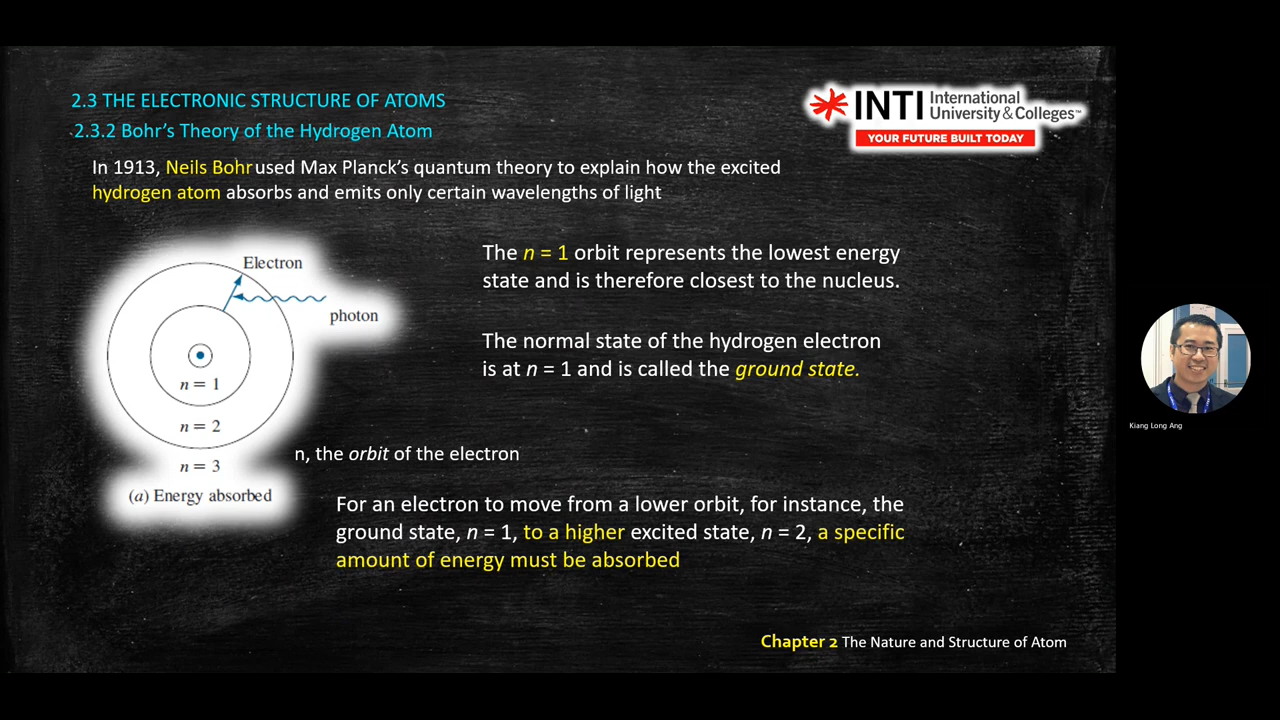 2.3 THE ELECTRONIC STRUCTURE OF ATOMS
2.3.2 Bohr's Theory of the Hydrogen Atom
INTI International
University & Colleges™
YOUR FUTURE BUILT TODAY
In 1913, Neils Bohr used Max Planck's quantum theory to explain how the excited
hydrogen atom absorbs and emits only certain wavelengths of light
Electron
photon
n = 1
n = 2
n = 3
(a) Energy absorbed
The n = 1 orbit represents the lowest energy
state and is therefore closest to the nucleus.
The normal state of the hydrogen electron
is at n = 1 and is called the ground state.
n, the orbit of the electron
For an electron to move from a lower orbit, for instance, the
ground state, n = 1, to a higher excited state, n = 2, a specific
amount of energy must be absorbed
Chapter 2 The Nature and Structure of Atom
Kiang Long Ang